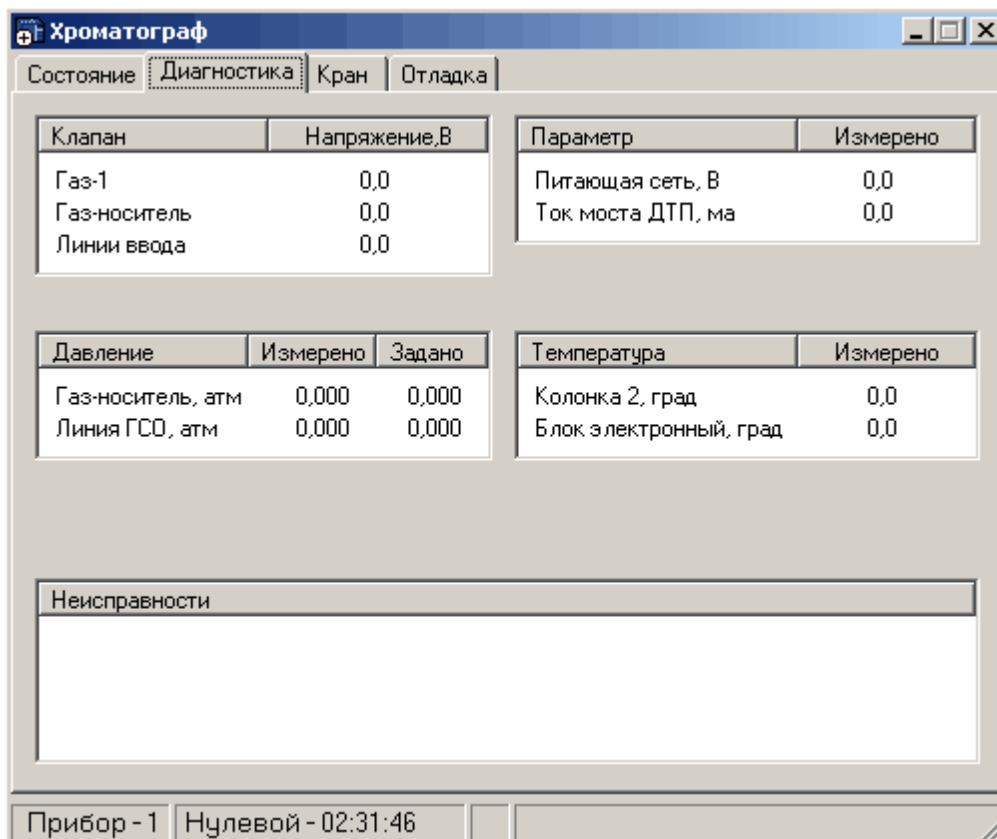 Хроматограф
Состояние Диагностика Кран Отладка
Клапан Напряжение,В
Газ-1 0,0
Газ-носитель 0,0
Линии ввода 0,0
Параметр Измерено
Питающая сеть, В 0,0
Ток моста ДТП, ма 0,0
Давление Измерено Задано
Газ-носитель, атм 0,000 0,000
Линия ГСО, атм 0,000 0,000
Температура Измерено
Колонка 2, град 0,0
Блок электронный, град 0,0
Неисправности
Прибор - 1 Нулевой - 02:31:46